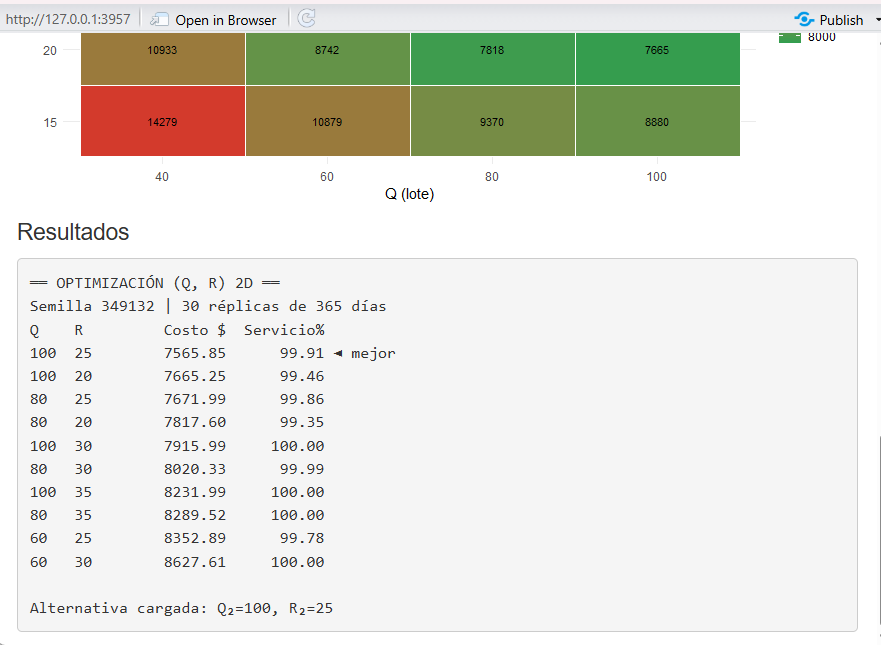 http://127.0.0.1:3957 Open in Browser Publish
8000
20 10933 8742 7818 7665
15 14279 10879 9370 8880
40 60 80 100
Q (lote)
Resultados
══ OPTIMIZACIÓN (Q, R) 2D ══
Semilla 349132 | 30 réplicas de 365 días
Q R Costo $ Servicio%
100 25 7565.85 99.91 ◄ mejor
100 20 7665.25 99.46
80 25 7671.99 99.86
80 20 7817.60 99.35
100 30 7915.99 100.00
80 30 8020.33 99.99
100 35 8231.99 100.00
80 35 8289.52 100.00
60 25 8352.89 99.78
60 30 8627.61 100.00
Alternativa cargada: Q₂=100, R₂=25